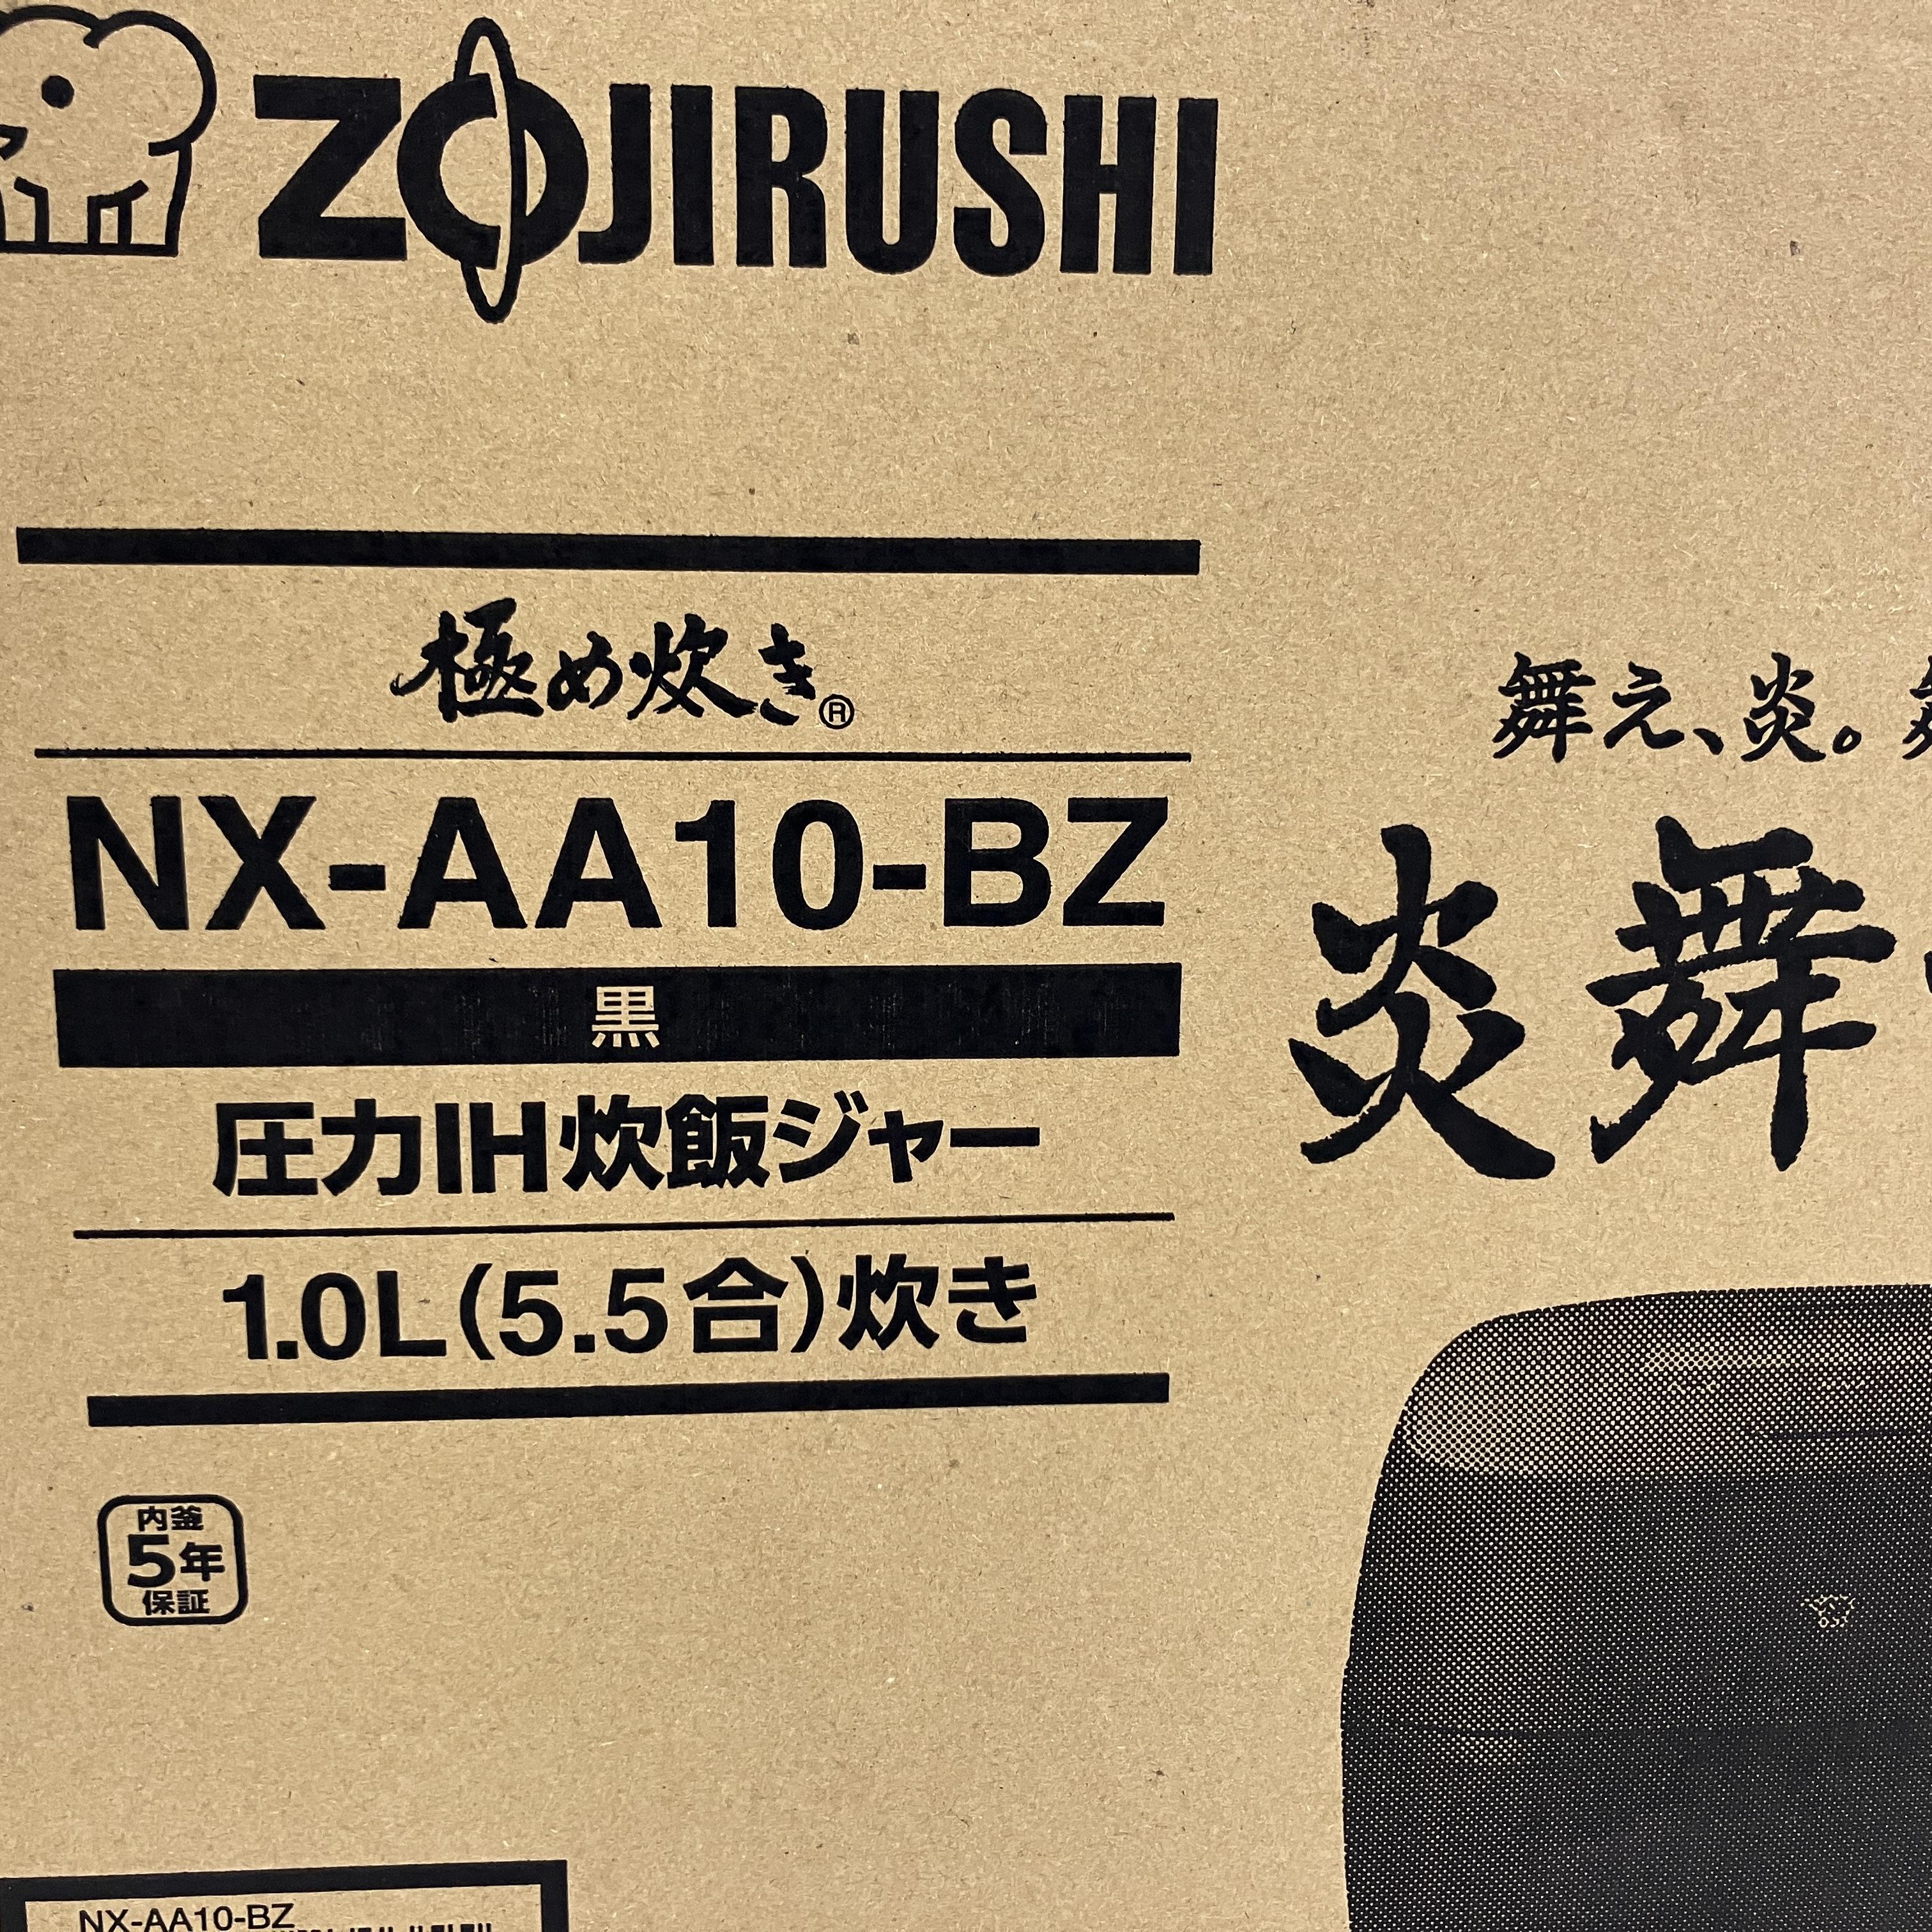 ZOJIRUSHI
極め炊き®
NX-AA10-BZ
黒
圧力IH炊飯ジャー
1.0L(5.5合)炊き
内釜
5年
保証
NX-AA10-BZ
舞え、炎。
炎舞